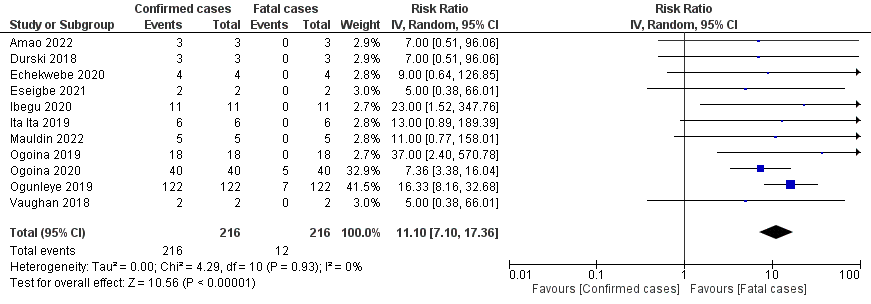 Confirmed cases Fatal cases Risk Ratio Risk Ratio
Study or Subgroup Events Total Events Total Weight IV, Random, 95% CI IV, Random, 95% CI
Amao 2022 3 3 0 3 2.9% 7.00 [0.51, 96.06]
Durski 2018 3 3 0 3 2.9% 7.00 [0.51, 96.06]
Echekwebe 2020 4 4 0 4 2.8% 9.00 [0.64, 126.85]
Eseigbe 2021 2 2 0 2 3.0% 5.00 [0.38, 66.01]
Ibegu 2020 11 11 0 11 2.7% 23.00 [1.52, 347.76]
Ita Ita 2019 6 6 0 6 2.8% 13.00 [0.89, 189.39]
Mauldin 2022 5 5 0 5 2.8% 11.00 [0.77, 158.01]
Ogoina 2019 18 18 0 18 2.7% 37.00 [2.40, 570.78]
Ogoina 2020 40 40 5 40 32.9% 7.36 [3.38, 16.04]
Ogunleye 2019 122 122 7 122 41.5% 16.33 [8.16, 32.68]
Vaughan 2018 2 2 0 2 3.0% 5.00 [0.38, 66.01]
Total (95% CI) 216 216 100.0% 11.10 [7.10, 17.36]
Total events 216 12
Heterogeneity: Tau² = 0.00; Chi² = 4.29, df = 10 (P = 0.93); I² = 0%
Test for overall effect: Z = 10.56 (P < 0.00001)
0.01 0.1 1 10 100
Favours [Confirmed cases] Favours [Fatal cases]